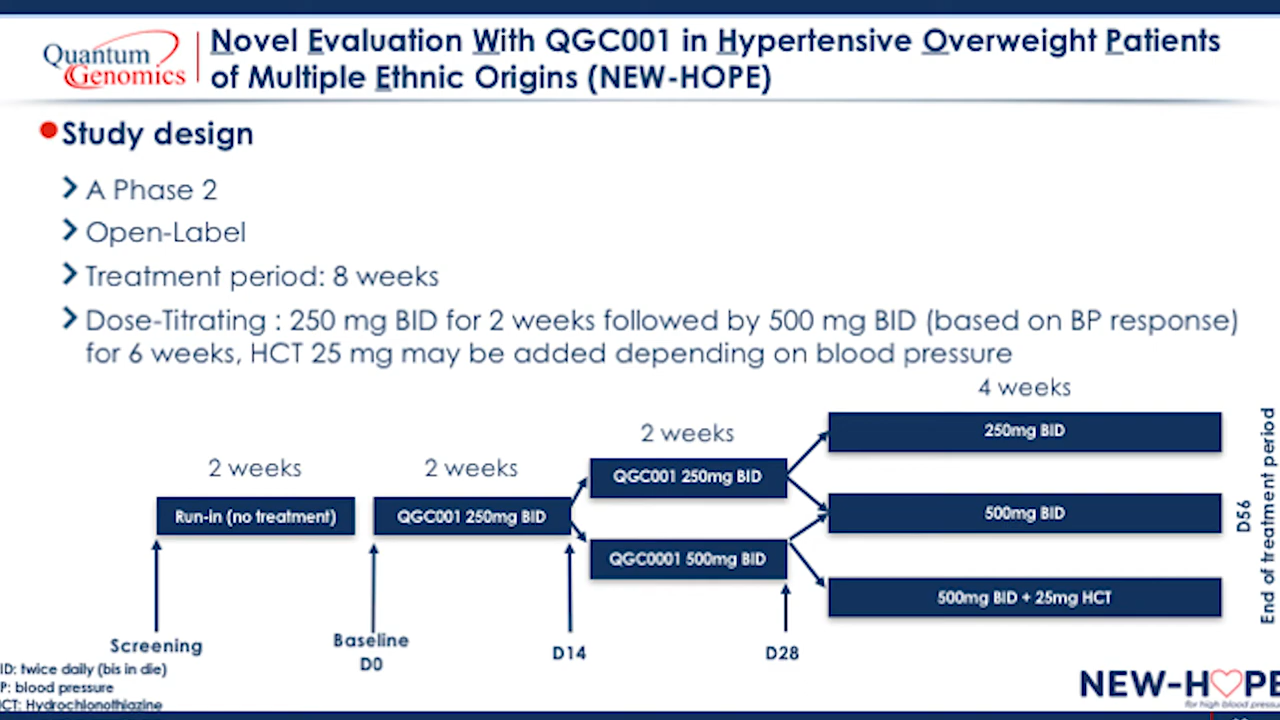 Quantum
Genomics
Novel Evaluation With QGC001 in Hypertensive Overweight Patients
of Multiple Ethnic Origins (NEW-HOPE)
Study design
A Phase 2
Open-Label
Treatment period: 8 weeks
Dose-Titrating : 250 mg BID for 2 weeks followed by 500 mg BID (based on BP response)
for 6 weeks, HCT 25 mg may be added depending on blood pressure
4 weeks
2 weeks
250mg BID
2 weeks
2 weeks
QGC001 250mg BID
Run-in (no treatment)
QGC001 250mg BID
500mg BID
QGC0001 500mg BID
500mg BID + 25mg HCT
D56
End of treatment period
Screening
Baseline
D0
D14
D28
ID: twice daily (bis in die)
P: blood pressure
CT: Hydrochlonothiazine
NEW-HOPE
for high blood pressu